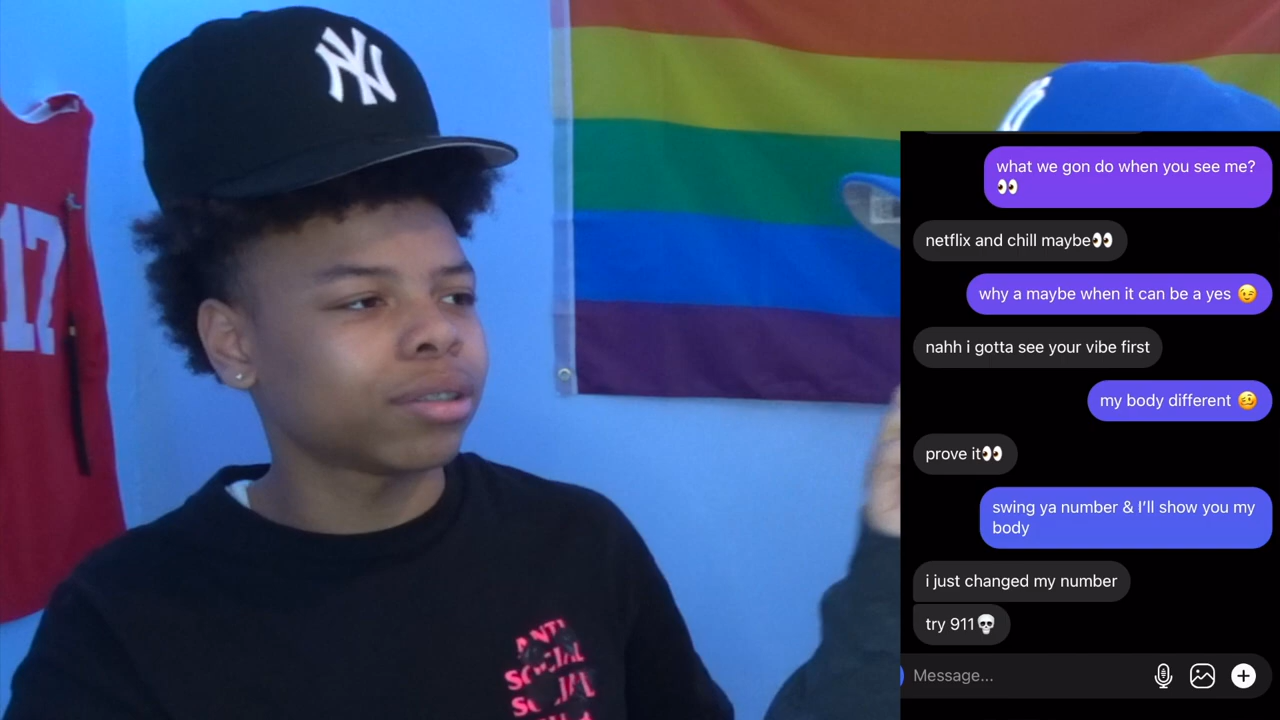 NY
17
ANTI
SOCIAL
SOCIAL
what we gon do when you see me?
👀
netflix and chill maybe👀
why a maybe when it can be a yes 😉
nahh i gotta see your vibe first
my body different 🥴
prove it👀
swing ya number & I'll show you my
body
i just changed my number
try 911💀
Message...